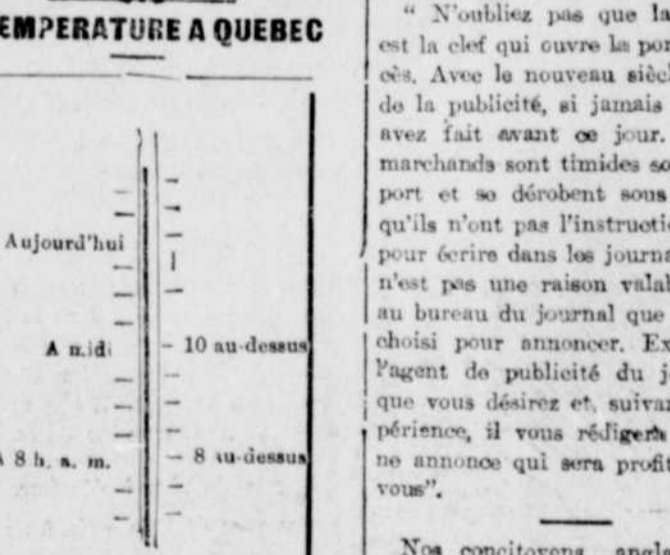 EMPERATURE A QUEBEC
Aujourd'hui
A midi
10 au-dessus
A 8 h. a. m.
8 au-dessus
“ N'oubliez pas que la
est la clef qui ouvre la por
cès. Avec le nouveau siècl
de la publicité, si jamais
avez fait avant ce jour.
marchands sont timides so
port et se dérobent sous
qu'ils n'ont pas l'instructi
pour écrire dans les journa
n'est pas une raison valab
au bureau du journal que
choisi pour annoncer. Ex
l'agent de publicité du j
que vous désirez et, suivan
périence, il vous rédigera
ne annonce qui sera profit
vous”.
Nos concitoyens angl